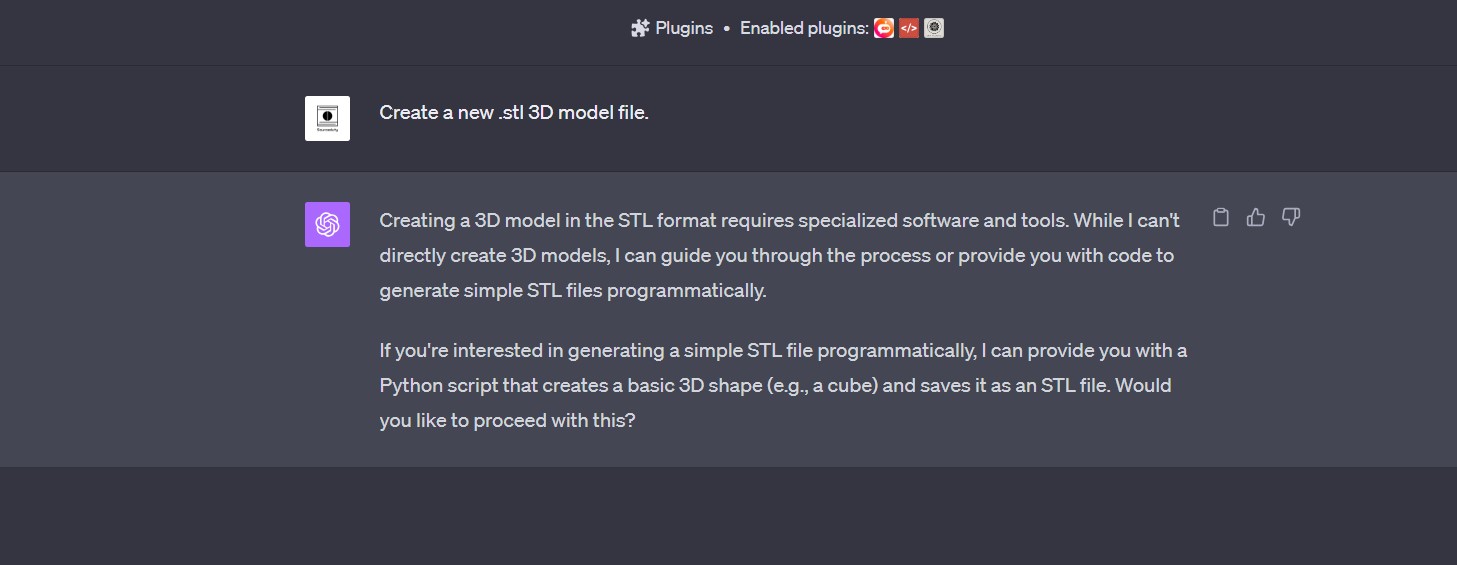 Plugins • Enabled plugins:
</>
Create a new .stl 3D model file.
Creating a 3D model in the STL format requires specialized software and tools. While I can't
directly create 3D models, I can guide you through the process or provide you with code to
generate simple STL files programmatically.
If you're interested in generating a simple STL file programmatically, I can provide you with a
Python script that creates a basic 3D shape (e.g., a cube) and saves it as an STL file. Would
you like to proceed with this?